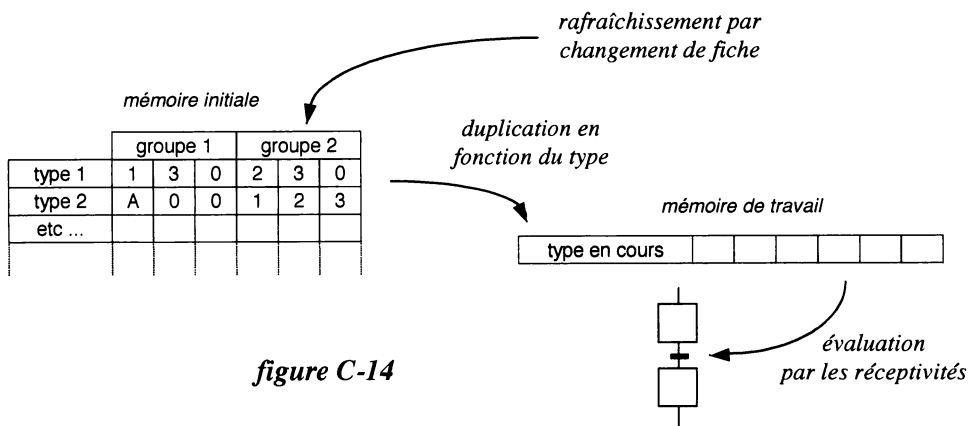 rafraîchissement par
changement de fiche
mémoire initiale
groupe 1 groupe 2
type 1 1 3 0 2 3 0
type 2 A 0 0 1 2 3
etc ...
duplication en
fonction du type
mémoire de travail
type en cours
évaluation
par les réceptivités
figure C-14